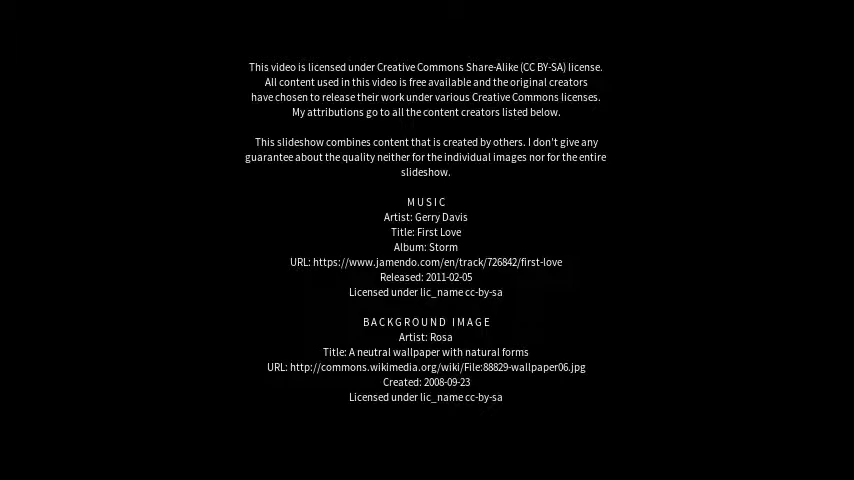 This video is licensed under Creative Commons Share-Alike (CC BY-SA) license.
All content used in this video is free available and the original creators
have chosen to release their work under various Creative Commons licenses.
My attributions go to all the content creators listed below.
This slideshow combines content that is created by others. I don't give any
guarantee about the quality neither for the individual images nor for the entire
slideshow.
MUSIC
Artist: Gerry Davis
Title: First Love
Album: Storm
URL: https://www.jamendo.com/en/track/726842/first-love
Released: 2011-02-05
Licensed under lic_name cc-by-sa
BACKGROUND IMAGE
Artist: Rosa
Title: A neutral wallpaper with natural forms
URL: http://commons.wikimedia.org/wiki/File:88829-wallpaper06.jpg
Created: 2008-09-23
Licensed under lic_name cc-by-sa